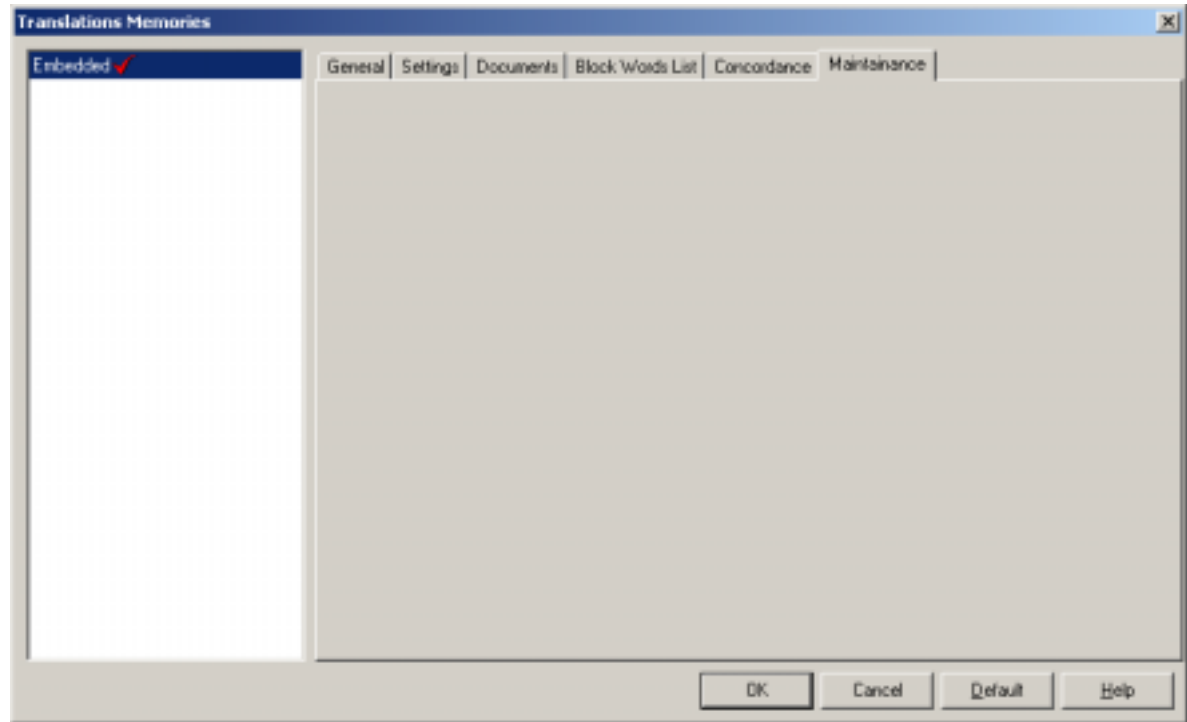 Translations Memories
Embedded
General Settings Documents Block Words List Concordance Maintainance
OK Cancel Default Help